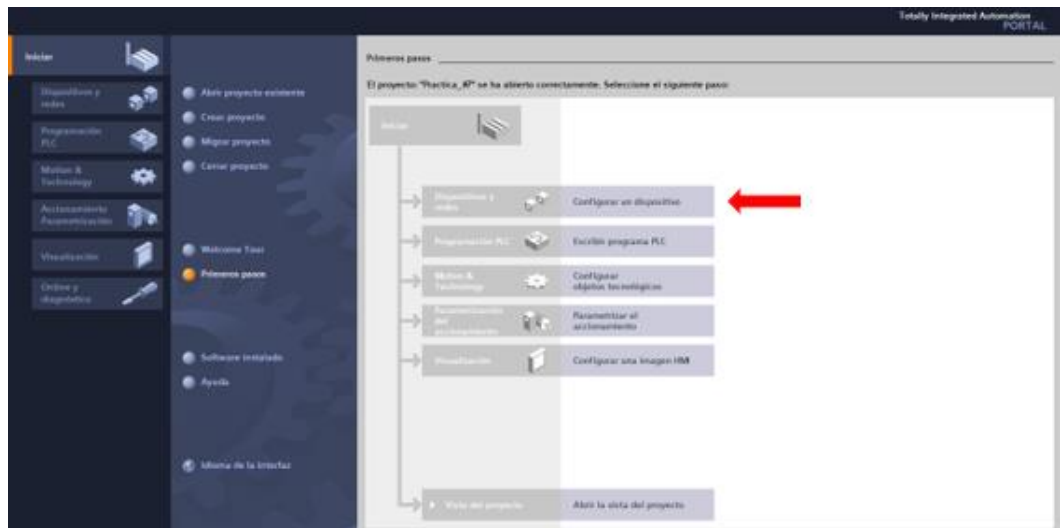 Totally Integrated Automation
PORTAL
Iniciar
Dispositivos y
redes
Programación
PLC
Motion &
Technology
Accionamiento
Parametrización
Visualización
Online y
diagnóstico
Abrir proyecto existente
Crear proyecto
Migrar proyecto
Cerrar proyecto
Welcome Tour
Primeros pasos
Software instalado
Ayuda
Idioma de la interfaz
Primeros pasos
El proyecto "Practica_#7" se ha abierto correctamente. Seleccione el siguiente paso:
Iniciar
Dispositivos y
redes
Configurar un dispositivo
Programación PLC
Escribir programa PLC
Motion &
Technology
Configurar
objetos tecnológicos
Parametrización
del
accionamiento
Parametrizar el
accionamiento
Visualización
Configurar una imagen HMI
Vista del proyecto
Abrir la vista del proyecto